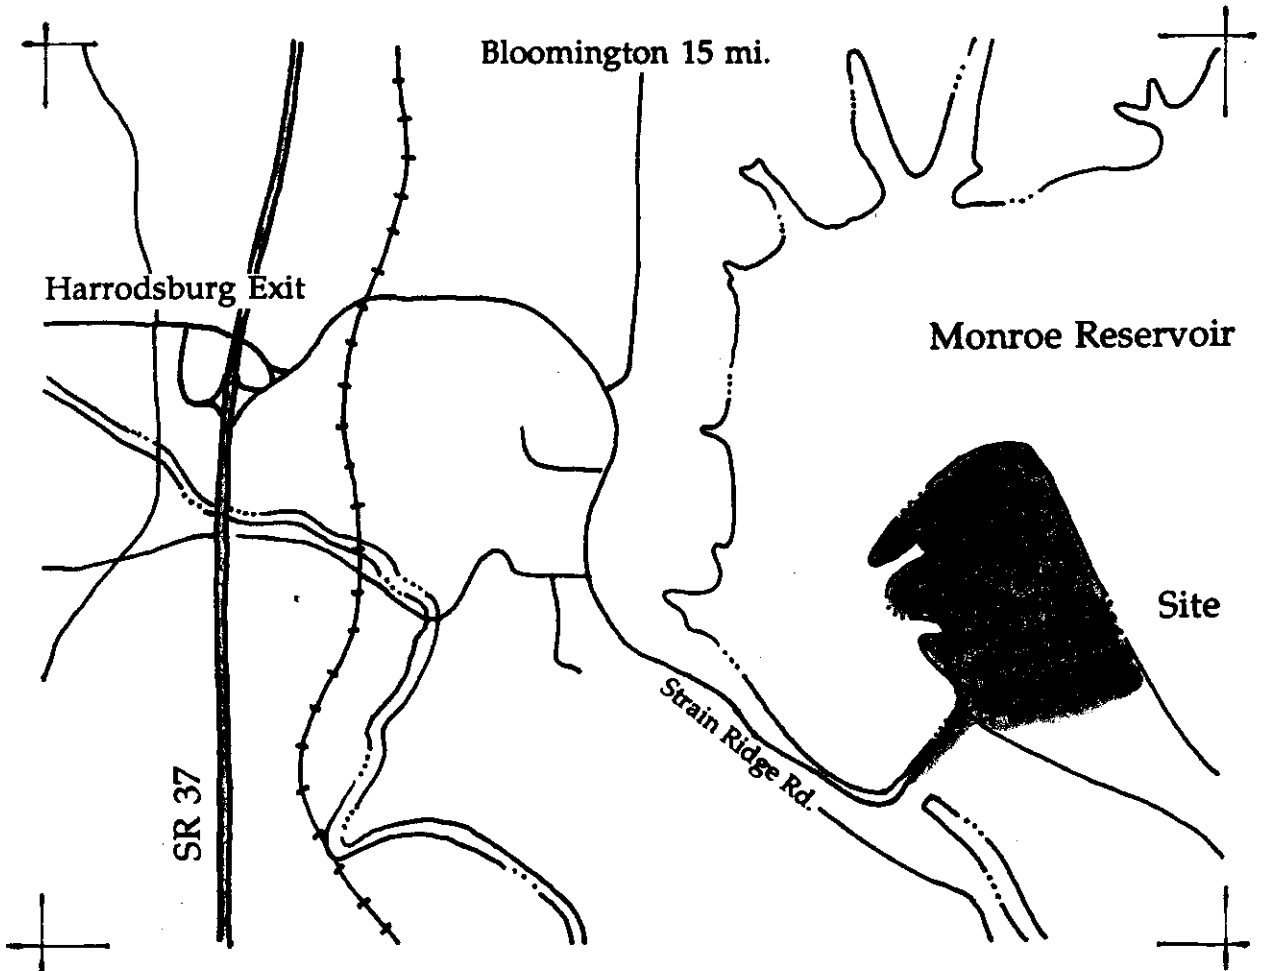 Bloomington 15 mi.
Harrodsburg Exit
Monroe Reservoir
Site
Strain Ridge Rd.
SR 37